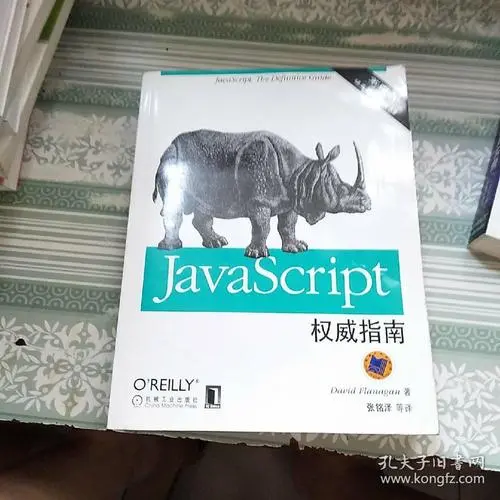 JavaScript: The Definitive Guide
JavaScript
权威指南
O'REILLY®
机械工业出版社
China Machine Press
David Flanagan 著
张铭泽 等译
孔夫子旧书网
www.kongfz.com